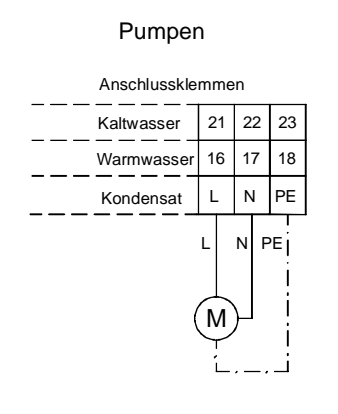 Pumpen
Anschlussklemmen
Kaltwasser 21 22 23
Warmwasser 16 17 18
Kondensat L N PE
L N PE
M